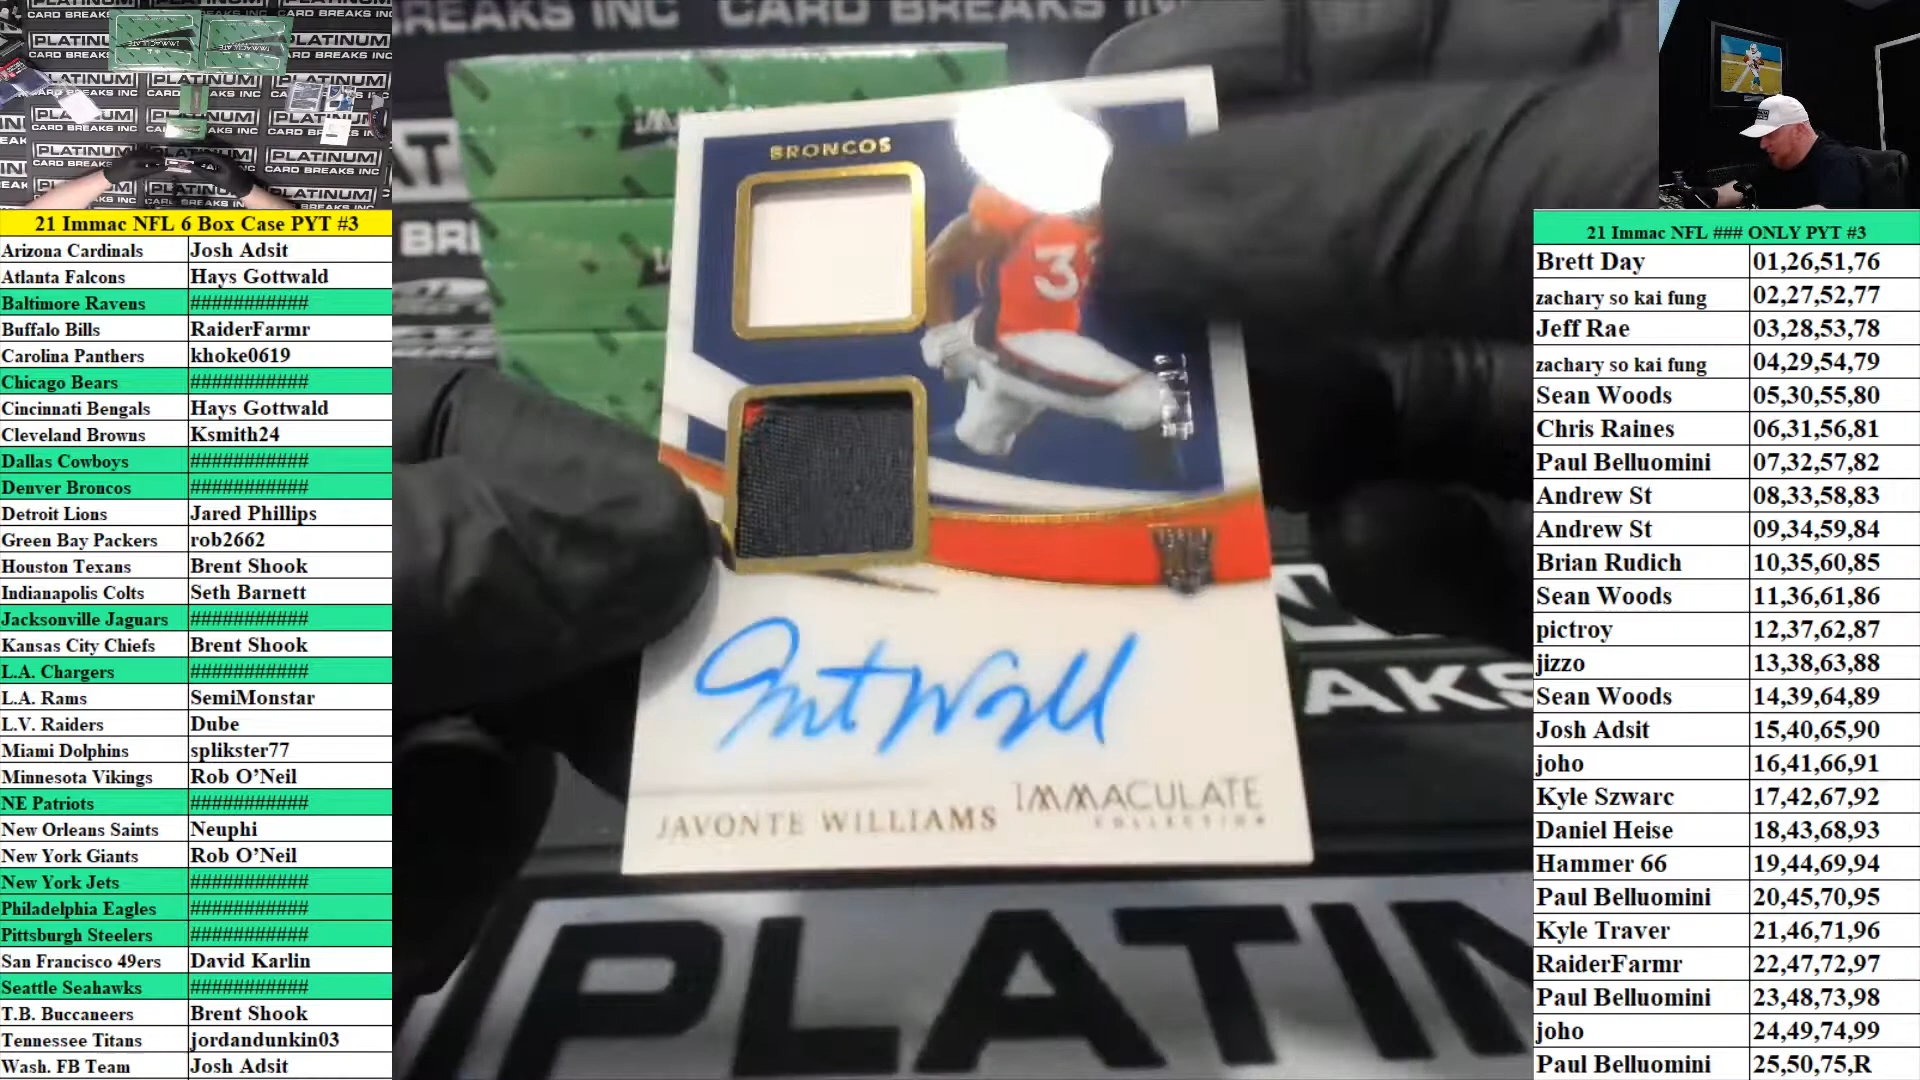 21 Immac NFL 6 Box Case PYT #3
Arizona Cardinals Josh Adsit
Atlanta Falcons Hays Gottwald
Baltimore Ravens ###########
Buffalo Bills RaiderFarmr
Carolina Panthers khoke0619
Chicago Bears ###########
Cincinnati Bengals Hays Gottwald
Cleveland Browns Ksmith24
Dallas Cowboys ###########
Denver Broncos ###########
Detroit Lions Jared Phillips
Green Bay Packers rob2662
Houston Texans Brent Shook
Indianapolis Colts Seth Barnett
Jacksonville Jaguars ###########
Kansas City Chiefs Brent Shook
L.A. Chargers ###########
L.A. Rams SemiMonstar
L.V. Raiders Dube
Miami Dolphins splikster77
Minnesota Vikings Rob O’Neil
NE Patriots ###########
New Orleans Saints Neuphi
New York Giants Rob O’Neil
New York Jets ###########
Philadelphia Eagles ###########
Pittsburgh Steelers ###########
San Francisco 49ers David Karlin
Seattle Seahawks ###########
T.B. Buccaneers Brent Shook
Tennessee Titans jordandunkin03
Wash. FB Team Josh Adsit
BREAKS INC CARD BREAKS IN
BRONCOS
3
JAVONTE WILLIAMS
IMMACULATE
COLLECTION
AKS
PLATIN
21 Immac NFL ### ONLY PYT #3
Brett Day 01,26,51,76
zachary so kai fung 02,27,52,77
Jeff Rae 03,28,53,78
zachary so kai fung 04,29,54,79
Sean Woods 05,30,55,80
Chris Raines 06,31,56,81
Paul Belluomini 07,32,57,82
Andrew St 08,33,58,83
Andrew St 09,34,59,84
Brian Rudich 10,35,60,85
Sean Woods 11,36,61,86
pictroy 12,37,62,87
jizzo 13,38,63,88
Sean Woods 14,39,64,89
Josh Adsit 15,40,65,90
joho 16,41,66,91
Kyle Szwarc 17,42,67,92
Daniel Heise 18,43,68,93
Hammer 66 19,44,69,94
Paul Belluomini 20,45,70,95
Kyle Traver 21,46,71,96
RaiderFarmr 22,47,72,97
Paul Belluomini 23,48,73,98
joho 24,49,74,99
Paul Belluomini 25,50,75,R